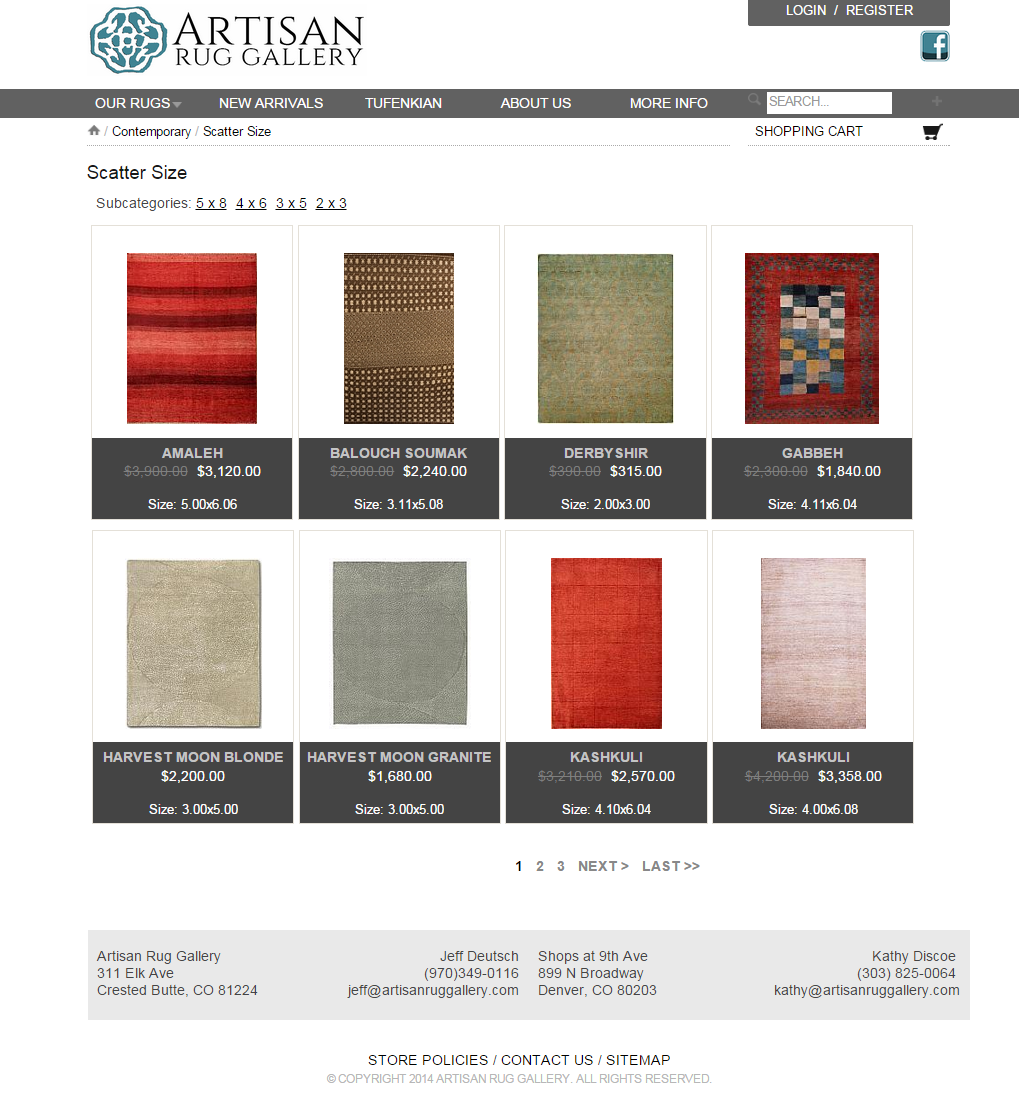 ARTISAN
RUG GALLERY
LOGIN / REGISTER
OUR RUGS
NEW ARRIVALS
TUFENKIAN
ABOUT US
MORE INFO
SEARCH...
/ Contemporary / Scatter Size
SHOPPING CART
Scatter Size
Subcategories: 5 x 8 4 x 6 3 x 5 2 x 3
AMALEH
$3,900.00 $3,120.00
Size: 5.00x6.06
BALOUCH SOUMAK
$2,800.00 $2,240.00
Size: 3.11x5.08
DERBYSHIR
$390.00 $315.00
Size: 2.00x3.00
GABBEH
$2,300.00 $1,840.00
Size: 4.11x6.04
HARVEST MOON BLONDE
$2,200.00
Size: 3.00x5.00
HARVEST MOON GRANITE
$1,680.00
Size: 3.00x5.00
KASHKULI
$3,210.00 $2,570.00
Size: 4.10x6.04
KASHKULI
$4,200.00 $3,358.00
Size: 4.00x6.08
1 2 3 NEXT > LAST >>
Artisan Rug Gallery
311 Elk Ave
Crested Butte, CO 81224
Jeff Deutsch
(970)349-0116
jeff@artisanruggallery.com
Shops at 9th Ave
899 N Broadway
Denver, CO 80203
Kathy Discoe
(303) 825-0064
kathy@artisanruggallery.com
STORE POLICIES / CONTACT US / SITEMAP
© COPYRIGHT 2014 ARTISAN RUG GALLERY. ALL RIGHTS RESERVED.